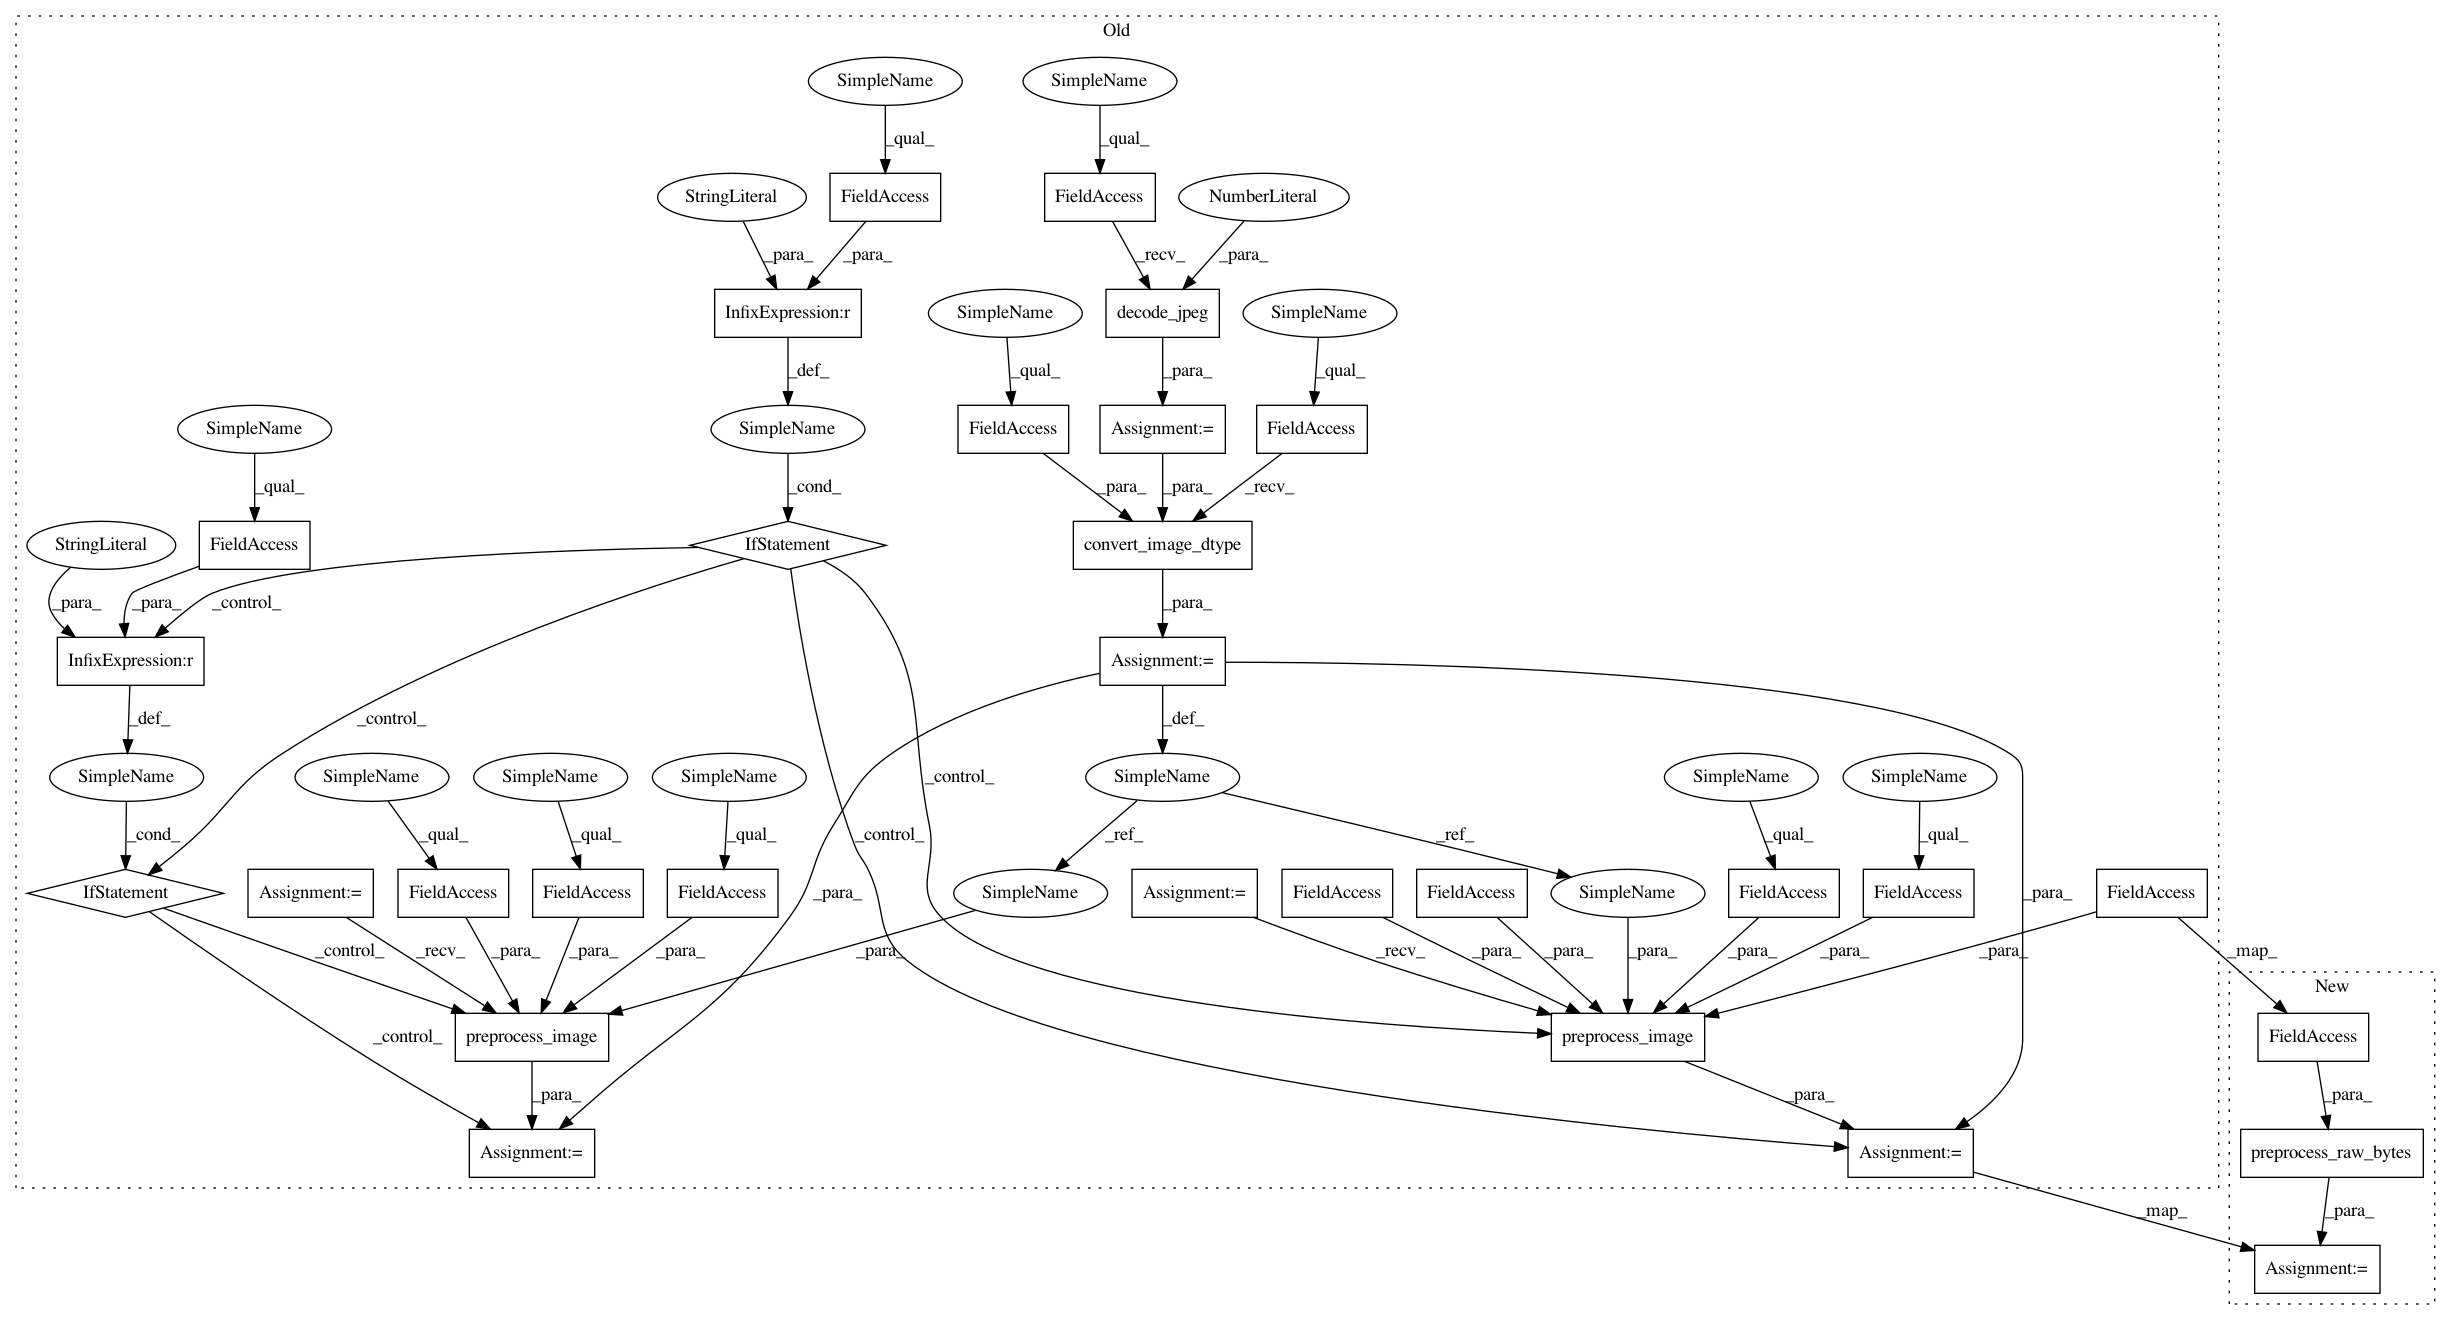 Old
SimpleName
SimpleName
_qual_
_qual_
StringLiteral
FieldAccess
FieldAccess
NumberLiteral
_para_
_para_
_recv_
_para_
InfixExpression:r
SimpleName
decode_jpeg
SimpleName
_def_
_qual_
_para_
_qual_
SimpleName
SimpleName
FieldAccess
Assignment:=
FieldAccess
_qual_
_cond_
_para_
_para_
_recv_
StringLiteral
FieldAccess
IfStatement
convert_image_dtype
_para_
_para_
_control_
_para_
InfixExpression:r
Assignment:=
_def_
_control_
_def_
SimpleName
SimpleName
SimpleName
SimpleName
SimpleName
SimpleName
SimpleName
_control_
_cond_
_qual_
_qual_
_qual_
_control_
_ref_
_ref_
_qual_
_qual_
IfStatement
Assignment:=
FieldAccess
FieldAccess
FieldAccess
_para_
SimpleName
Assignment:=
FieldAccess
FieldAccess
SimpleName
FieldAccess
FieldAccess
_para_
FieldAccess
_control_
_recv_
_para_
_para_
_para_
_para_
_recv_
_para_
_para_
_para_
_para_
_para_
_para_
_map_
New
_control_
preprocess_image
preprocess_image
FieldAccess
_para_
_para_
_para_
Assignment:=
Assignment:=
preprocess_raw_bytes
_map_
_para_
Assignment:=